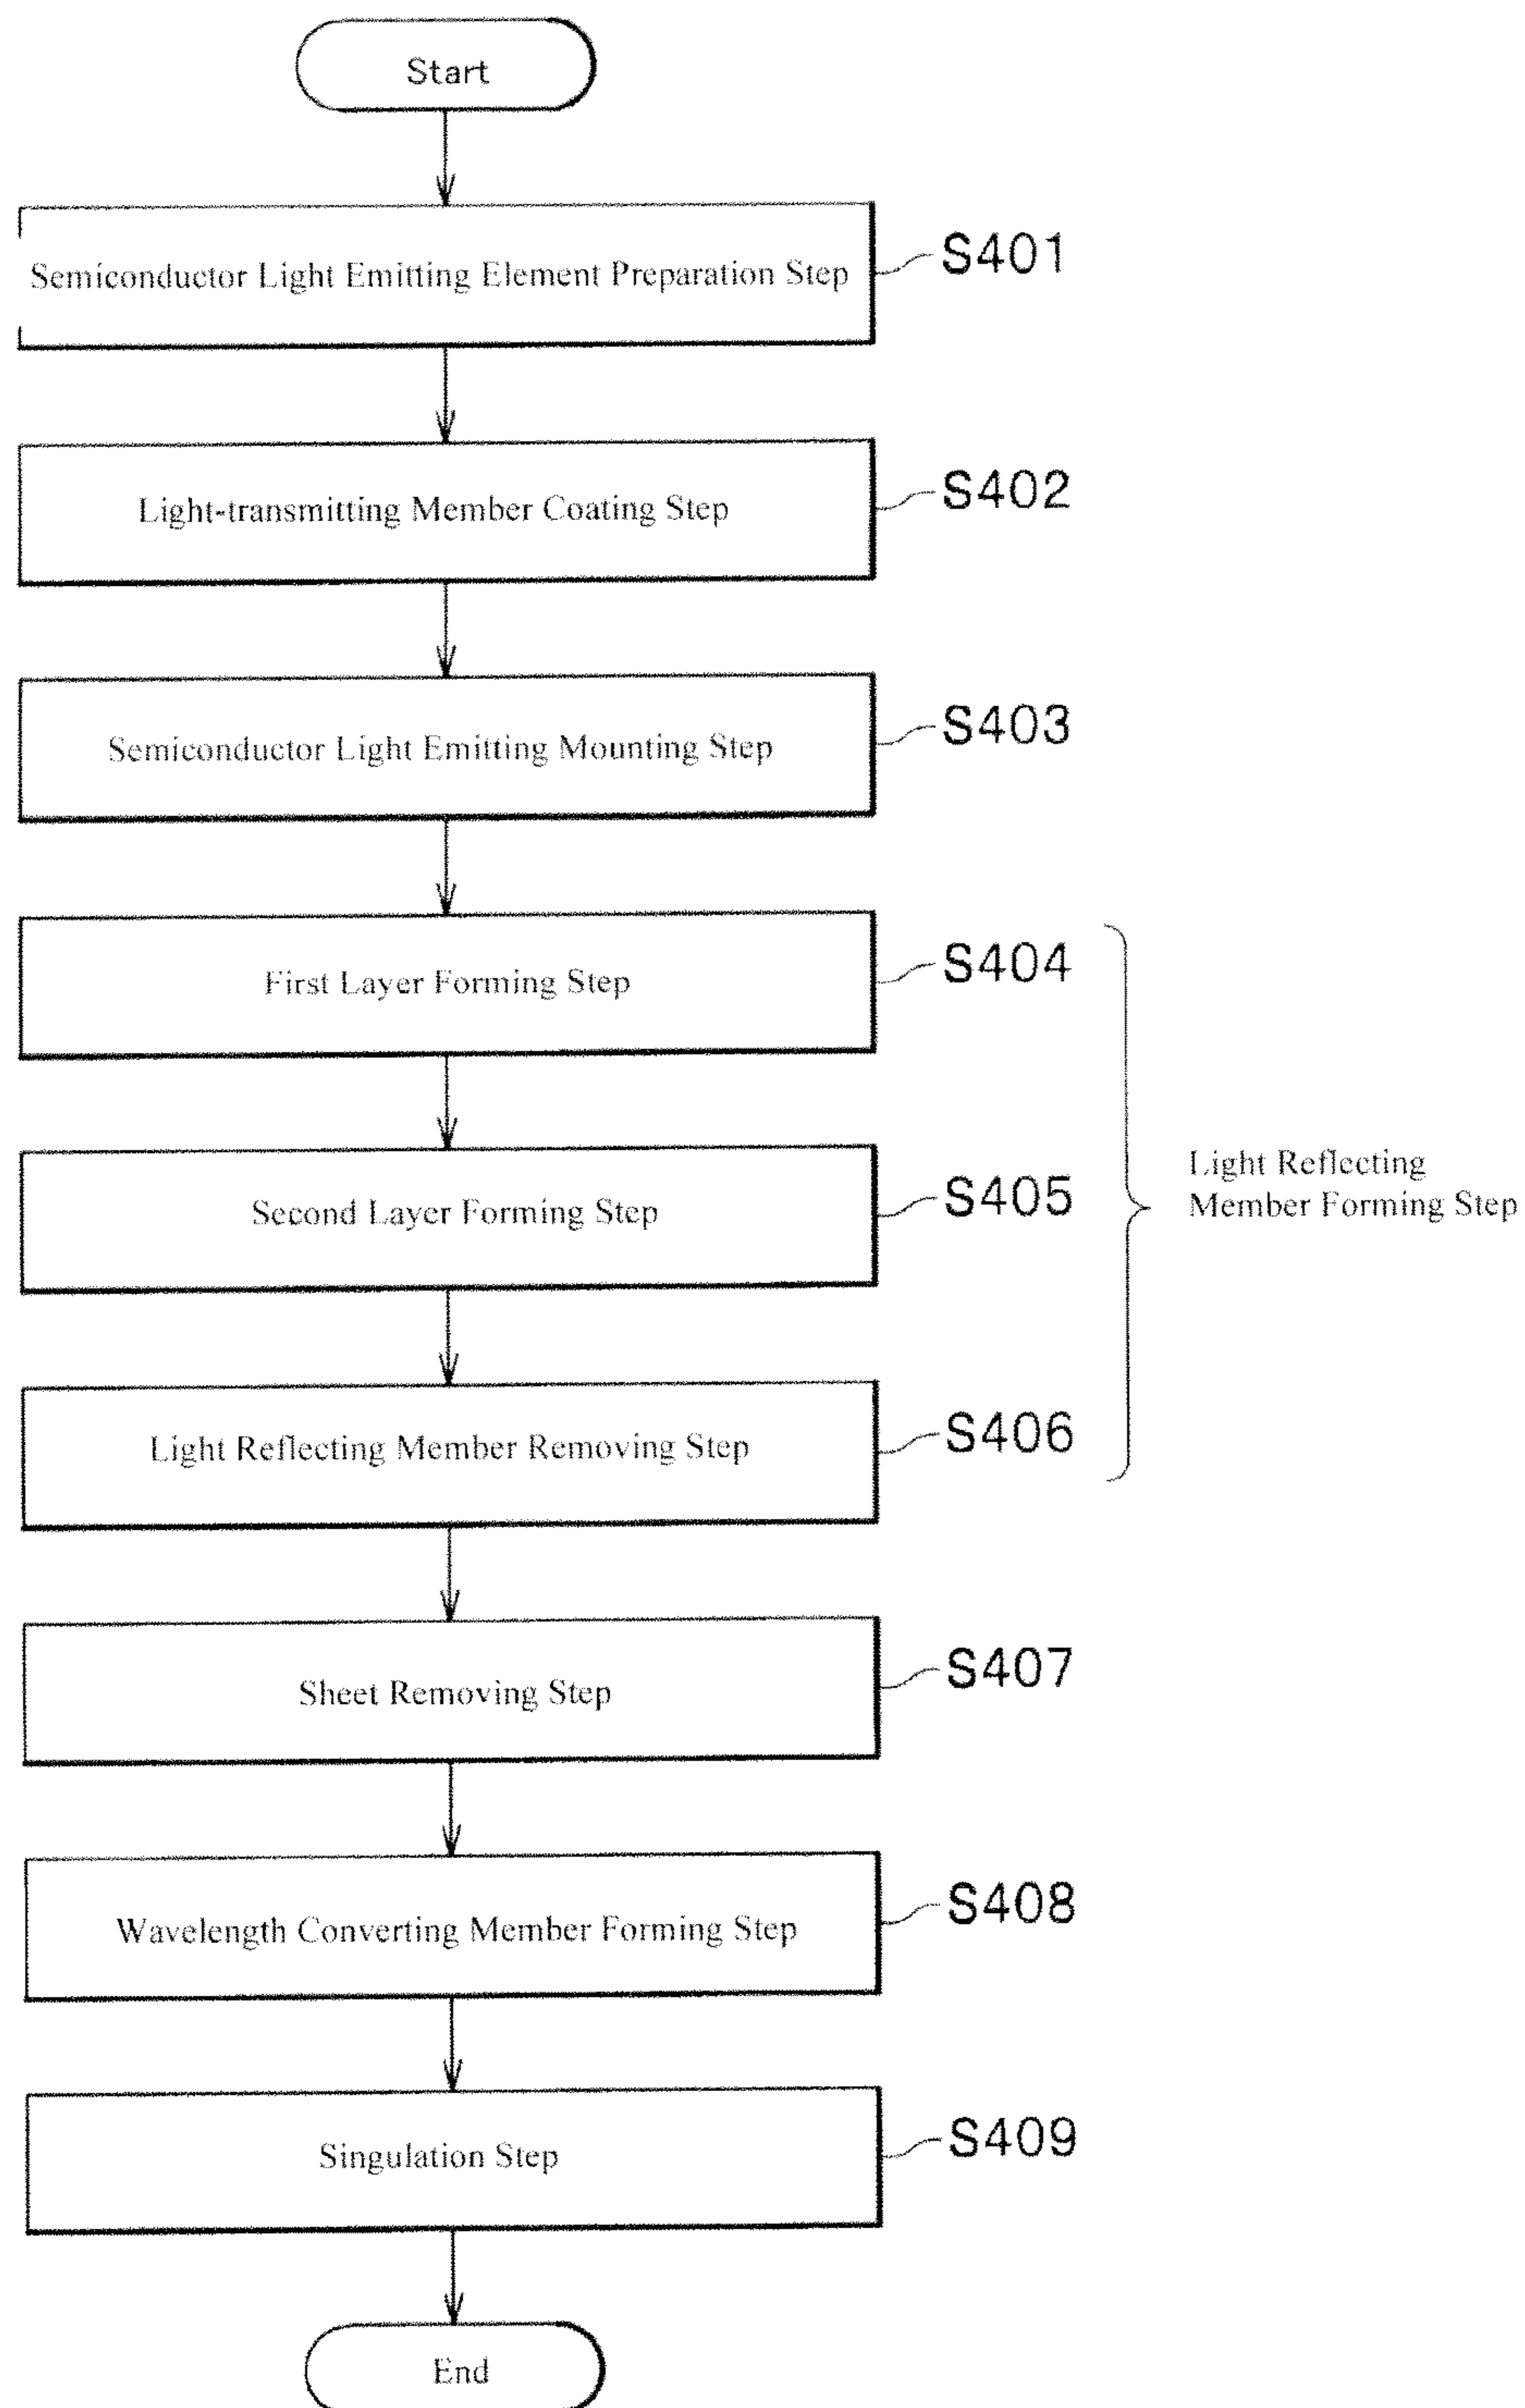 Start
Semiconductor Light Emitting Element Preparation Step
S401
Light-transmitting Member Coating Step
S402
Semiconductor Light Emitting Mounting Step
S403
First Layer Forming Step
S404
Second Layer Forming Step
S405
Light Reflecting
Member Forming Step
Light Reflecting Member Removing Step
S406
Sheet Removing Step
S407
Wavelength Converting Member Forming Step
S408
Singulation Step
S409
End